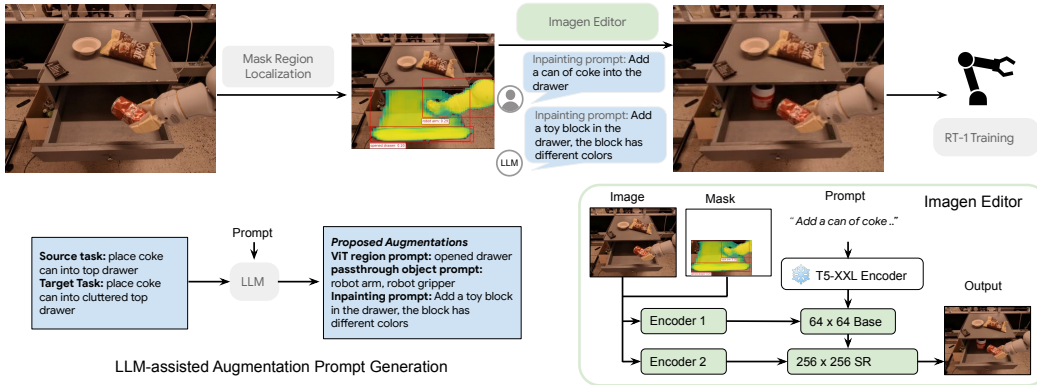 Imagen Editor
Mask Region
Localization
Inpainting prompt: Add
a can of coke into the
drawer
Inpainting prompt: Add
a toy block in the
drawer, the block has
different colors
LLM
opened drawer: 0.20
RT-1 Training
Source task: place coke
can into top drawer
Target Task: place coke
can into cluttered top
drawer
Prompt
LLM
Proposed Augmentations
ViT region prompt: opened drawer
passthrough object prompt:
robot arm, robot gripper
Inpainting prompt: Add a toy block
in the drawer, the block has
different colors
LLM-assisted Augmentation Prompt Generation
Image
Mask
Prompt
Imagen Editor
“Add a can of coke ..”
T5-XXL Encoder
Output
Encoder 1
64 x 64 Base
Encoder 2
256 x 256 SR